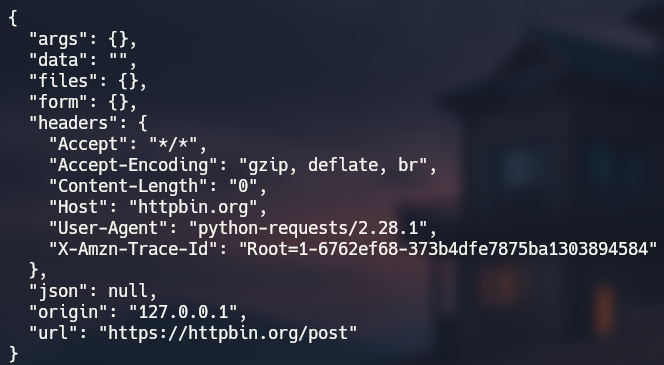 {
  "args": {},
  "data": "",
  "files": {},
  "form": {},
  "headers": {
    "Accept": "*/*",
    "Accept-Encoding": "gzip, deflate, br",
    "Content-Length": "0",
    "Host": "httpbin.org",
    "User-Agent": "python-requests/2.28.1",
    "X-Amzn-Trace-Id": "Root=1-6762ef68-373b4dfe7875ba1303894584"
  },
  "json": null,
  "origin": "127.0.0.1",
  "url": "https://httpbin.org/post"
}